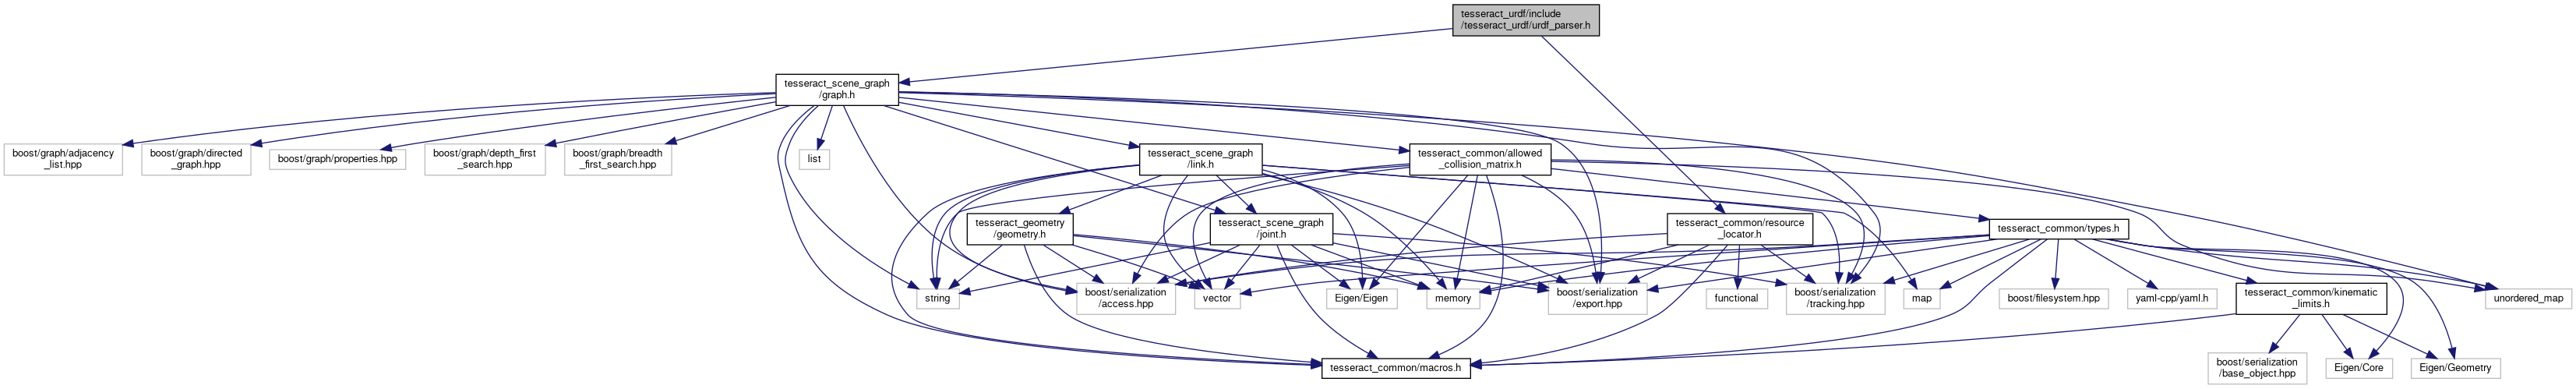 tesseract_urdf/include
/tesseract_urdf/urdf_parser.h
tesseract_scene_graph
/graph.h
boost/graph/adjacency
_list.hpp
boost/graph/directed
_graph.hpp
boost/graph/properties.hpp
boost/graph/depth_first
_search.hpp
boost/graph/breadth
_first_search.hpp
list
tesseract_scene_graph
/link.h
tesseract_common/allowed
_collision_matrix.h
tesseract_geometry
/geometry.h
tesseract_scene_graph
/joint.h
tesseract_common/resource
_locator.h
tesseract_common/types.h
string
boost/serialization
/access.hpp
vector
Eigen/Eigen
memory
boost/serialization
/export.hpp
functional
boost/serialization
/tracking.hpp
map
boost/filesystem.hpp
yaml-cpp/yaml.h
tesseract_common/kinematic
_limits.h
unordered_map
tesseract_common/macros.h
boost/serialization
/base_object.hpp
Eigen/Core
Eigen/Geometry